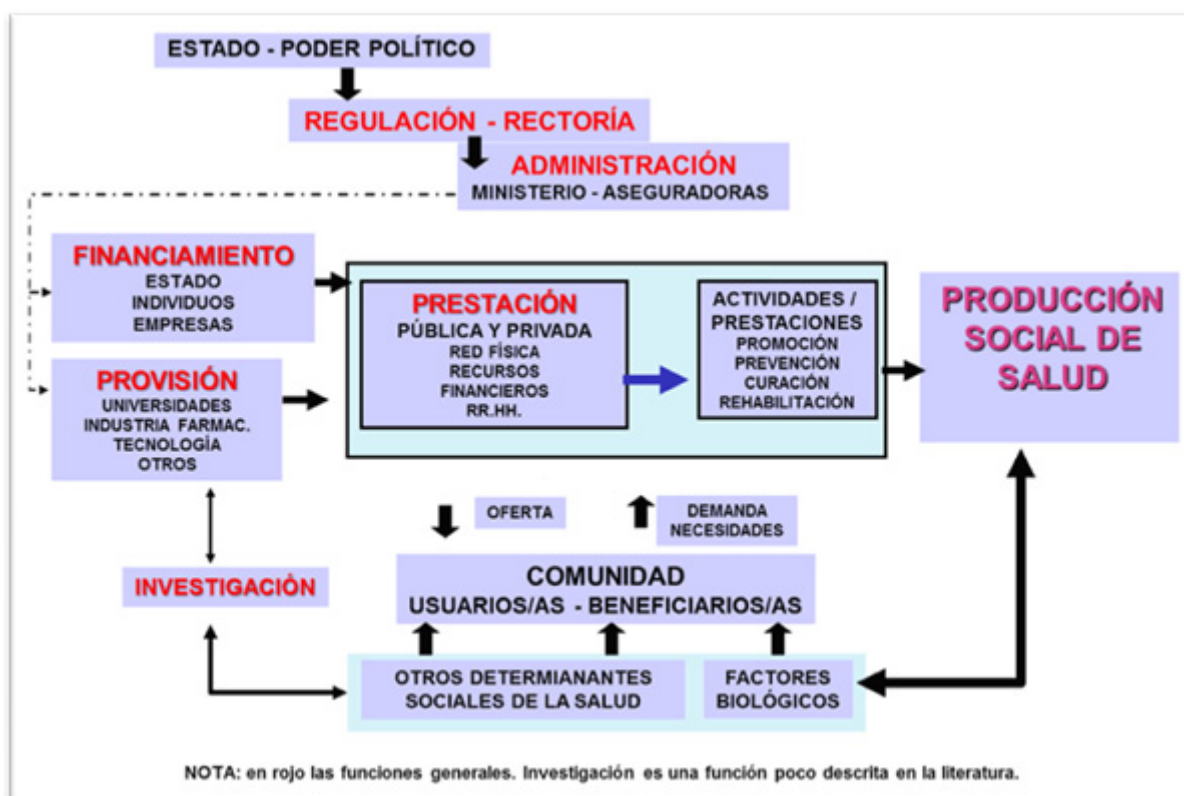 ESTADO - PODER POLÍTICO
REGULACIÓN - RECTORÍA
ADMINISTRACIÓN
MINISTERIO - ASEGURADORAS
FINANCIAMIENTO
ESTADO
INDIVIDUOS
EMPRESAS
PROVISIÓN
UNIVERSIDADES
INDUSTRIA FARMAC.
TECNOLOGÍA
OTROS
PRESTACIÓN
PÚBLICA Y PRIVADA
RED FÍSICA
RECURSOS
FINANCIEROS
RR.HH.
ACTIVIDADES /
PRESTACIONES
PROMOCIÓN
PREVENCIÓN
CURACIÓN
REHABILITACIÓN
PRODUCCIÓN
SOCIAL DE
SALUD
OFERTA
DEMANDA
NECESIDADES
INVESTIGACIÓN
COMUNIDAD
USUARIOS/AS - BENEFICIARIOS/AS
OTROS DETERMIANANTES
SOCIALES DE LA SALUD
FACTORES
BIOLÓGICOS
NOTA: en rojo las funciones generales. Investigación es una función poco descrita en la literatura.